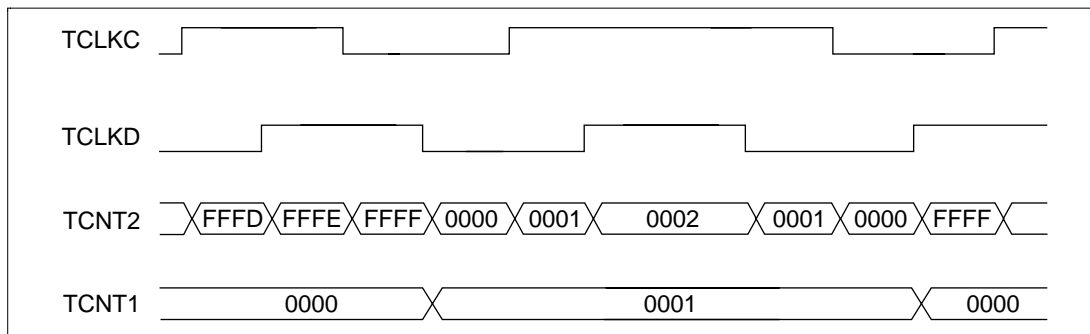 TCLKC
TCLKD
TCNT2 FFFD FFFE FFFF 0000 0001 0002 0001 0000 FFFF
TCNT1 0000 0001 0000